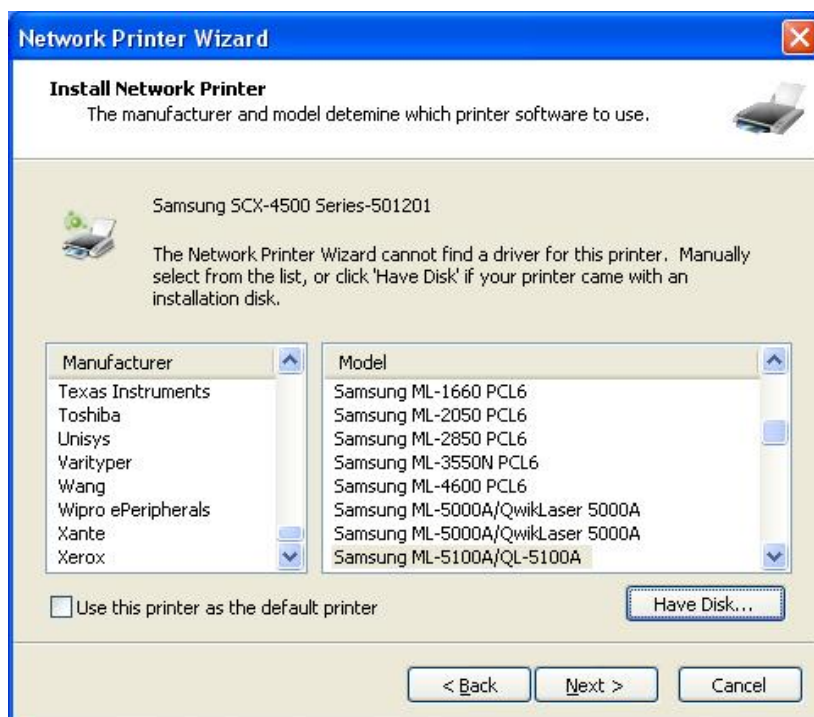 Network Printer Wizard
Install Network Printer
The manufacturer and model detemine which printer software to use.
Samsung SCX-4500 Series-501201
The Network Printer Wizard cannot find a driver for this printer. Manually
select from the list, or click 'Have Disk' if your printer came with an
installation disk.
Manufacturer
Texas Instruments
Toshiba
Unisys
Varityper
Wang
Wipro ePeripherals
Xante
Xerox
Model
Samsung ML-1660 PCL6
Samsung ML-2050 PCL6
Samsung ML-2850 PCL6
Samsung ML-3550N PCL6
Samsung ML-4600 PCL6
Samsung ML-5000A/QwikLaser 5000A
Samsung ML-5000A/QwikLaser 5000A
Samsung ML-5100A/QL-5100A
Use this printer as the default printer
Have Disk...
< Back
Next >
Cancel